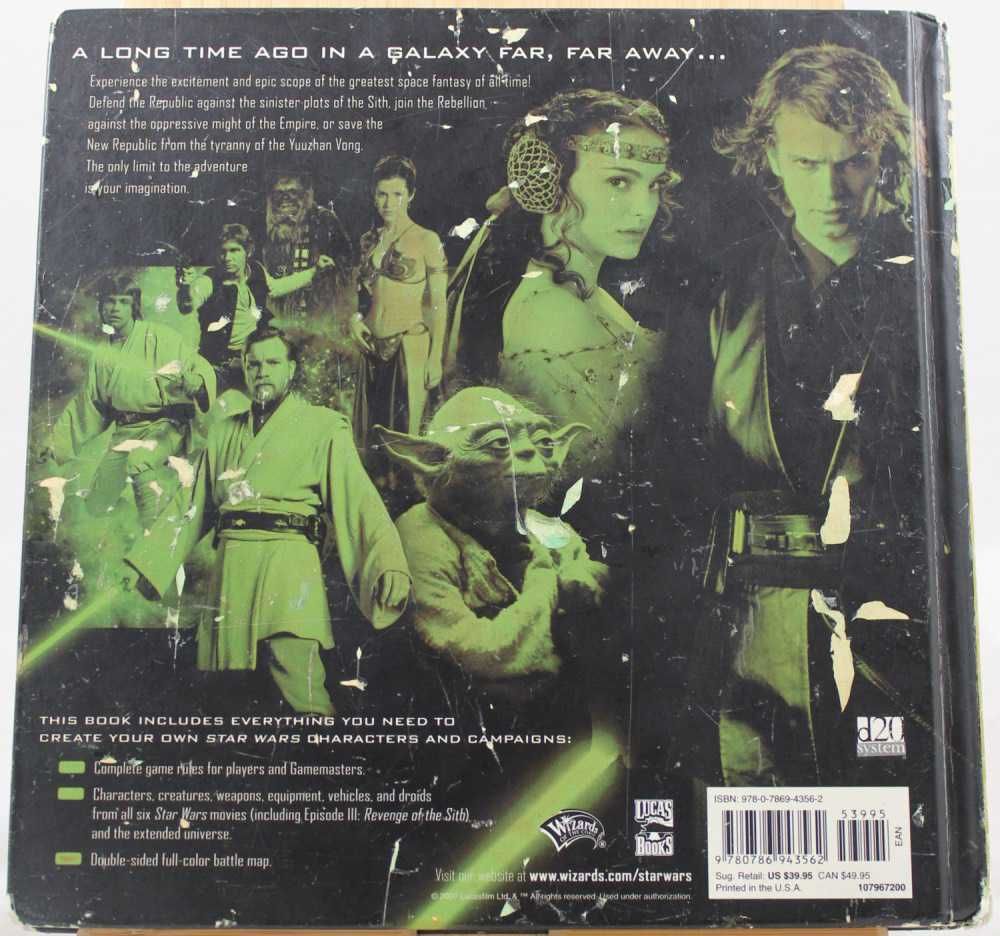 A LONG TIME AGO IN A GALAXY FAR, FAR AWAY...
Experience the excitement and epic scope of the greatest space fantasy of all time!
Defend the Republic against the sinister plots of the Sith, join the Rebellion
against the oppressive might of the Empire, or save the
New Republic from the tyranny of the Yuuzhan Vong.
The only limit to the adventure
is your imagination.
THIS BOOK INCLUDES EVERYTHING YOU NEED TO
CREATE YOUR OWN STAR WARS CHARACTERS AND CAMPAIGNS:
Complete game rules for players and Gamemasters.
Characters, creatures, weapons, equipment, vehicles, and droids
from all six Star Wars movies (including Episode III: Revenge of the Sith)
and the extended universe.
Double-sided full-color battle map.
d20
system
Wizards
OF THE COAST
LUCAS
BOOKS
Visit our website at www.wizards.com/starwars
Lucasfilm Ltd. & ™ All rights reserved. Used under authorization.
ISBN: 978-0-7869-4356-2
53995
EAN
9 780786 943562
Sug. Retail: US $39.95 CAN $49.95
Printed in the U.S.A. 107967200